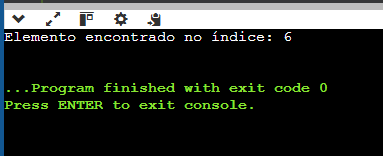 Elemento encontrado no índice: 6
...Program finished with exit code 0
Press ENTER to exit console.